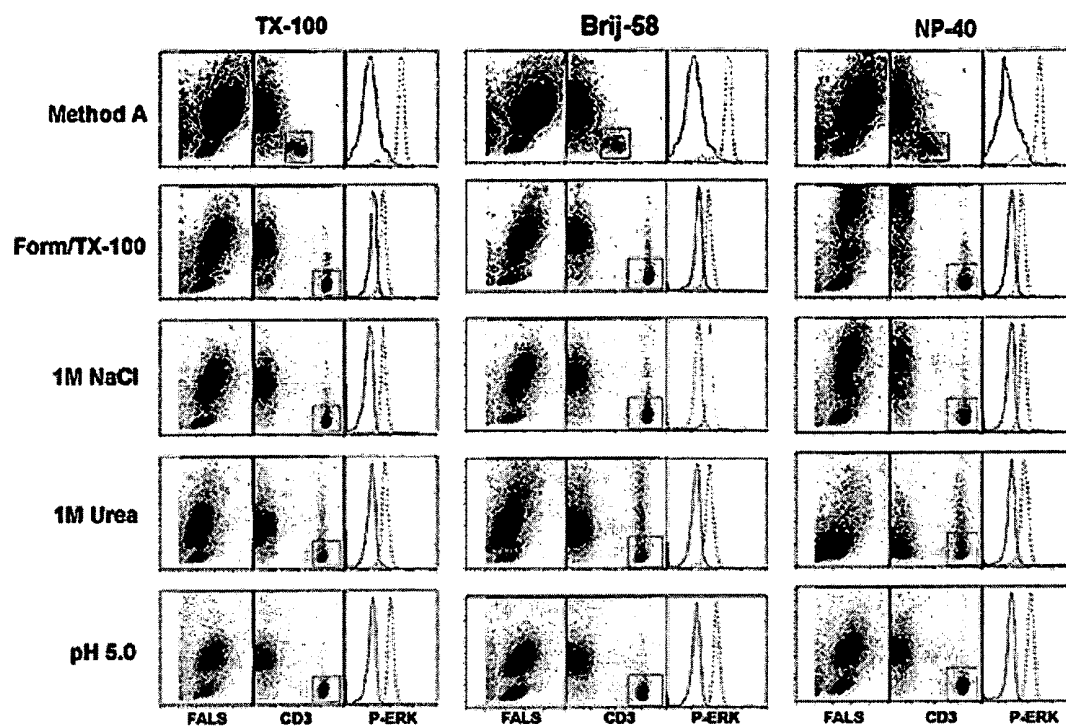 TX-100 Brij-58 NP-40
Method A
Form/TX-100
1M NaCl
1M Urea
pH 5.0
FALS CD3 P-ERK FALS CD3 P-ERK FALS CD3 P-ERK